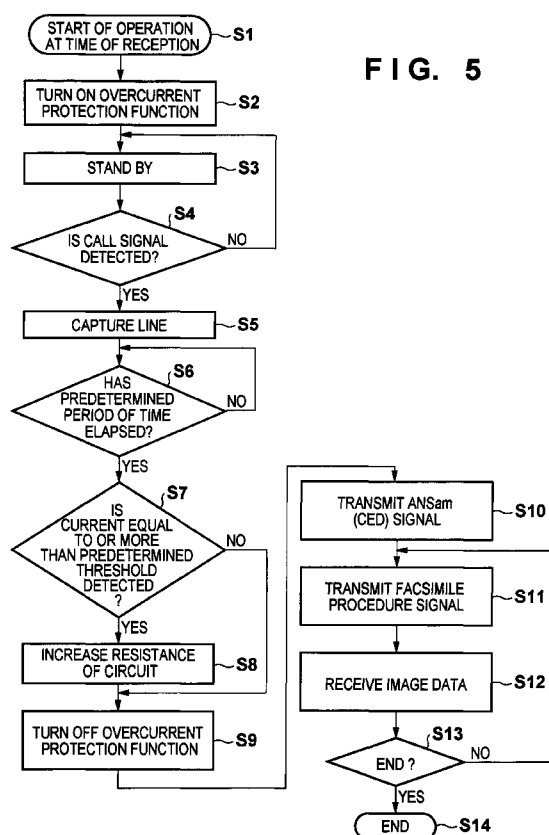 START OF OPERATION
AT TIME OF RECEPTION
S1
FIG. 5
TURN ON OVERCURRENT
PROTECTION FUNCTION
S2
STAND BY
S3
S4
IS CALL SIGNAL
DETECTED?
NO
YES
CAPTURE LINE
S5
S6
HAS
PREDETERMINED
PERIOD OF TIME
ELAPSED?
NO
YES
S7
IS
CURRENT EQUAL
TO OR MORE
THAN PREDETERMINED
THRESHOLD
DETECTED
?
NO
YES
INCREASE RESISTANCE
OF CIRCUIT
S8
TURN OFF OVERCURRENT
PROTECTION FUNCTION
S9
TRANSMIT ANSam
(CED) SIGNAL
S10
TRANSMIT FACSIMILE
PROCEDURE SIGNAL
S11
RECEIVE IMAGE DATA
S12
S13
END ?
NO
YES
END
S14